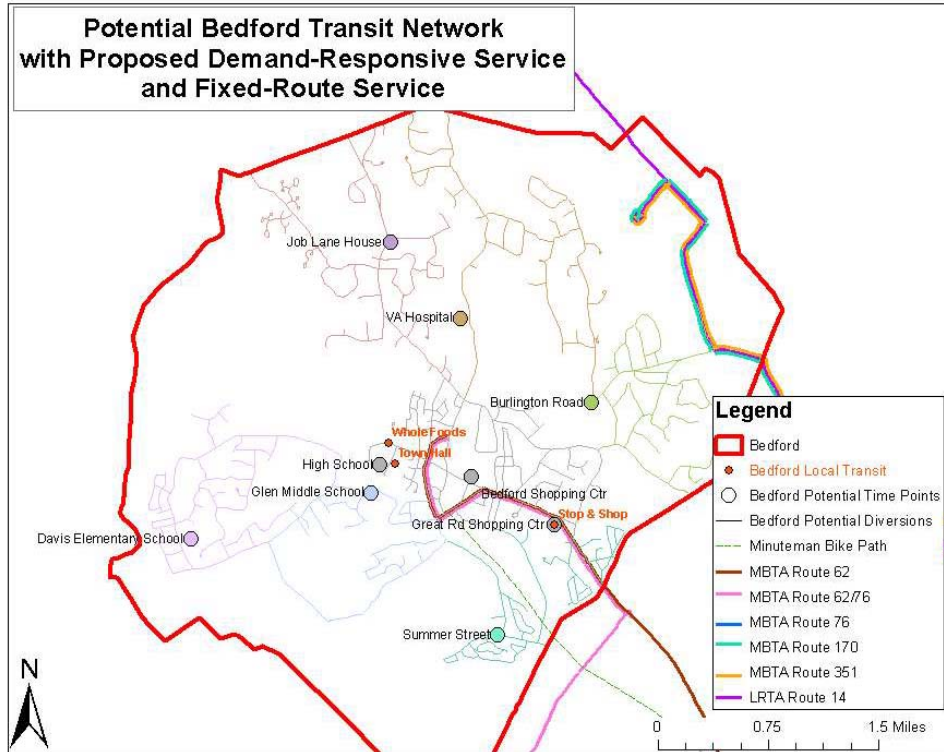 Potential Bedford Transit Network
with Proposed Demand-Responsive Service
and Fixed-Route Service
Job Lane House
VA Hospital
Burlington Road
Whole Foods
Town Hall
High School
Glen Middle School
Bedford Shopping Ctr
Stop & Shop
Great Rd Shopping Ctr
Davis Elementary School
Summer Street
Legend
Bedford
Bedford Local Transit
Bedford Potential Time Points
Bedford Potential Diversions
Minuteman Bike Path
MBTA Route 62
MBTA Route 62/76
MBTA Route 76
MBTA Route 170
MBTA Route 351
LRTA Route 14
N
0 0.75 1.5 Miles